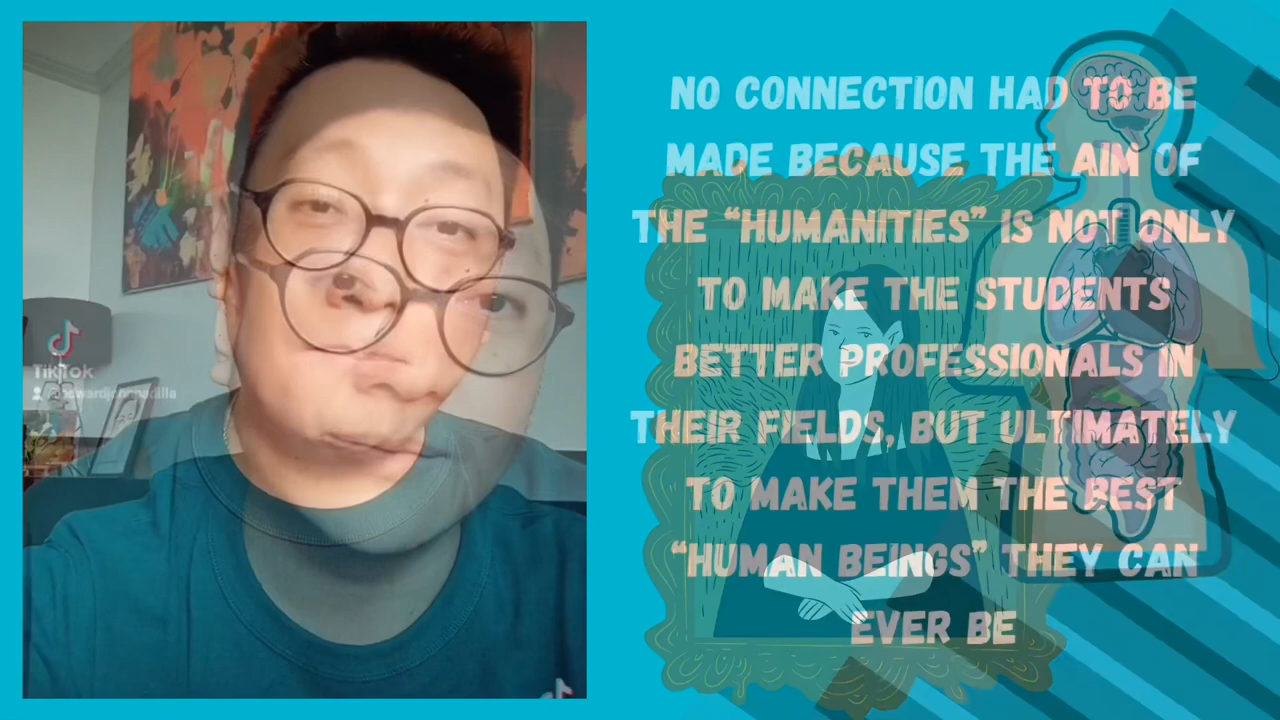 NO CONNECTION HAD TO BE
MADE BECAUSE THE AIM OF
THE “HUMANITIES” IS NOT ONLY
TO MAKE THE STUDENTS
BETTER PROFESSIONALS IN
THEIR FIELDS, BUT ULTIMATELY
TO MAKE THEM THE BEST
“HUMAN BEINGS” THEY CAN
EVER BE
TikTok